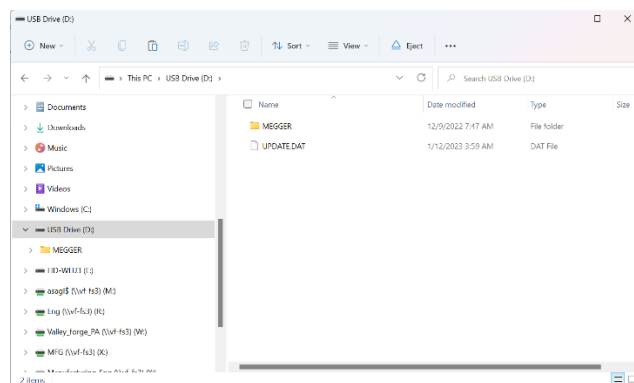 USB Drive (D:)
New
Sort
View
Eject
This PC > USB Drive (D:) >
Search USB Drive (D:)
Documents
Downloads
Music
Pictures
Videos
Windows (C:)
USB Drive (D:)
MEGGER
asagl$ (\\vf-fs3) (M:)
Eng (\\vf-fs3) (R:)
Valley_forge_PA (\\vf-fs3) (W:)
MFG (\\vf-fs3) (X:)
Name Date modified Type Size
MEGGER 12/9/2022 7:47 AM File folder
UPDATE.DAT 1/12/2023 3:59 AM DAT File
2 items